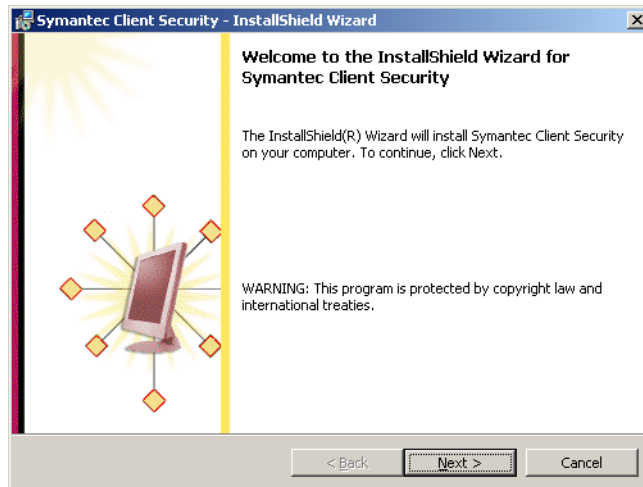 Symantec Client Security - InstallShield Wizard
Welcome to the InstallShield Wizard for
Symantec Client Security
The InstallShield(R) Wizard will install Symantec Client Security
on your computer. To continue, click Next.
WARNING: This program is protected by copyright law and
international treaties.
< Back
Next >
Cancel